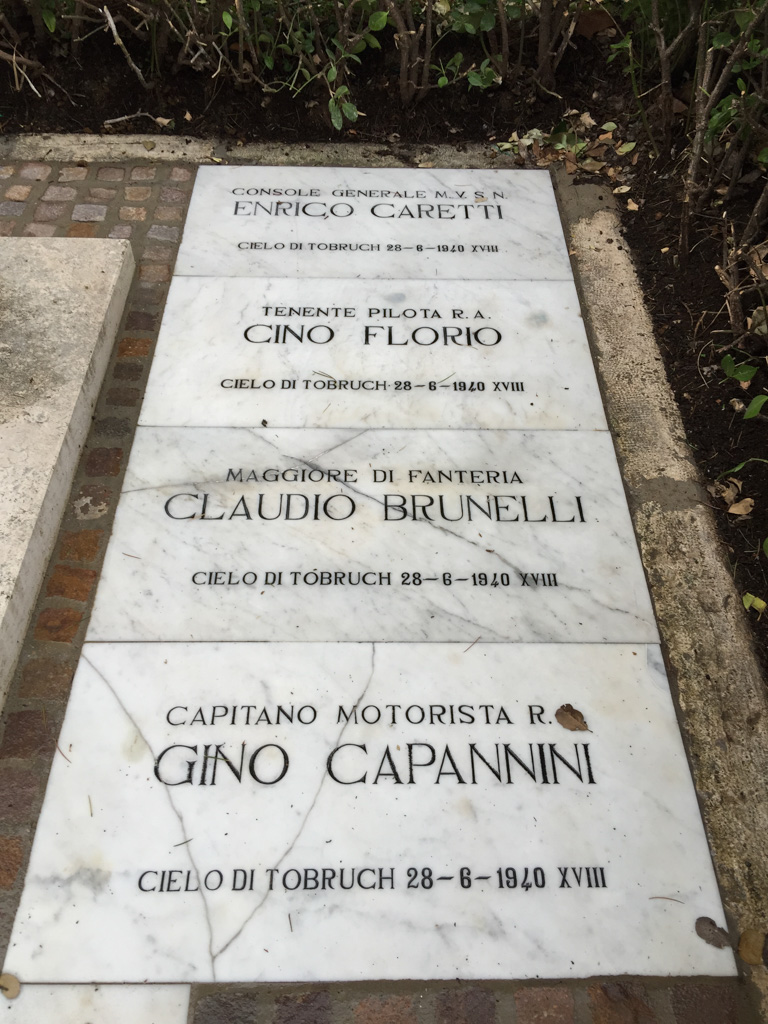 CONSOLE GENERALE M.V.S.N.
ENRICO CARETTI
CIELO DI TOBRUCH 28-6-1940 XVIII
TENENTE PILOTA R.A.
CINO FLORIO
CIELO DI TOBRUCH 28-6-1940 XVIII
MAGGIORE DI FANTERIA
CLAUDIO BRUNELLI
CIELO DI TOBRUCH 28-6-1940 XVIII
CAPITANO MOTORISTA R.
GINO CAPANNINI
CIELO DI TOBRUCH 28-6-1940 XVIII